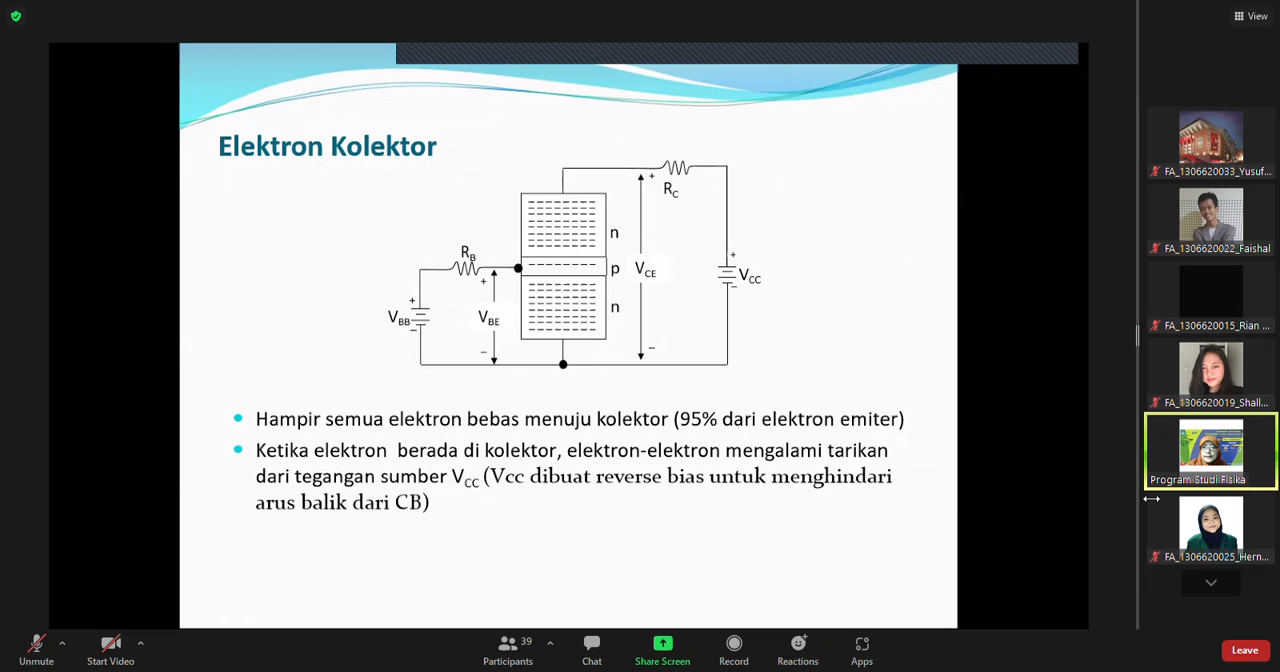 View
Elektron Kolektor
+
R_C
n
R_B
p
V_CE
+
V_CC
+
−
+
n
V_BB
−
V_BE
−
−
Hampir semua elektron bebas menuju kolektor (95% dari elektron emiter)
Ketika elektron berada di kolektor, elektron-elektron mengalami tarikan
dari tegangan sumber V_CC (Vcc dibuat reverse bias untuk menghindari
arus balik dari CB)
FA_1306620033_Yusuf...
FA_1306620022_Faishal
FA_1306620015_Rian ...
FA_1306620019_Shall...
Program Studi Fisika
FA_1306620025_Hern...
Unmute
Start Video
Participants
39
Chat
Share Screen
Record
Reactions
Apps
Leave